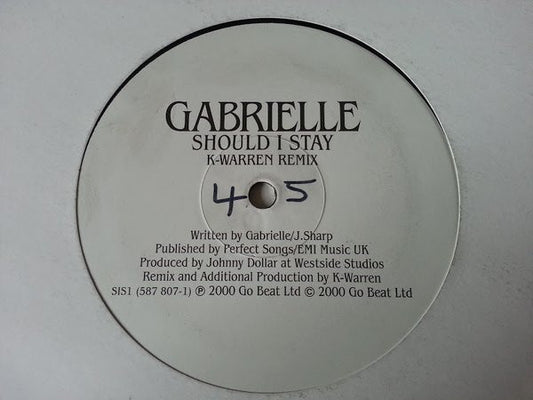 GABRIELLE
SHOULD I STAY
K-WARREN REMIX
4 5
Written by Gabrielle/J.Sharp
Published by Perfect Songs/EMI Music UK
Produced by Johnny Dollar at Westside Studios
Remix and Additional Production by K-Warren
SIS1 (587 807-1) ℗ 2000 Go Beat Ltd © 2000 Go Beat Ltd